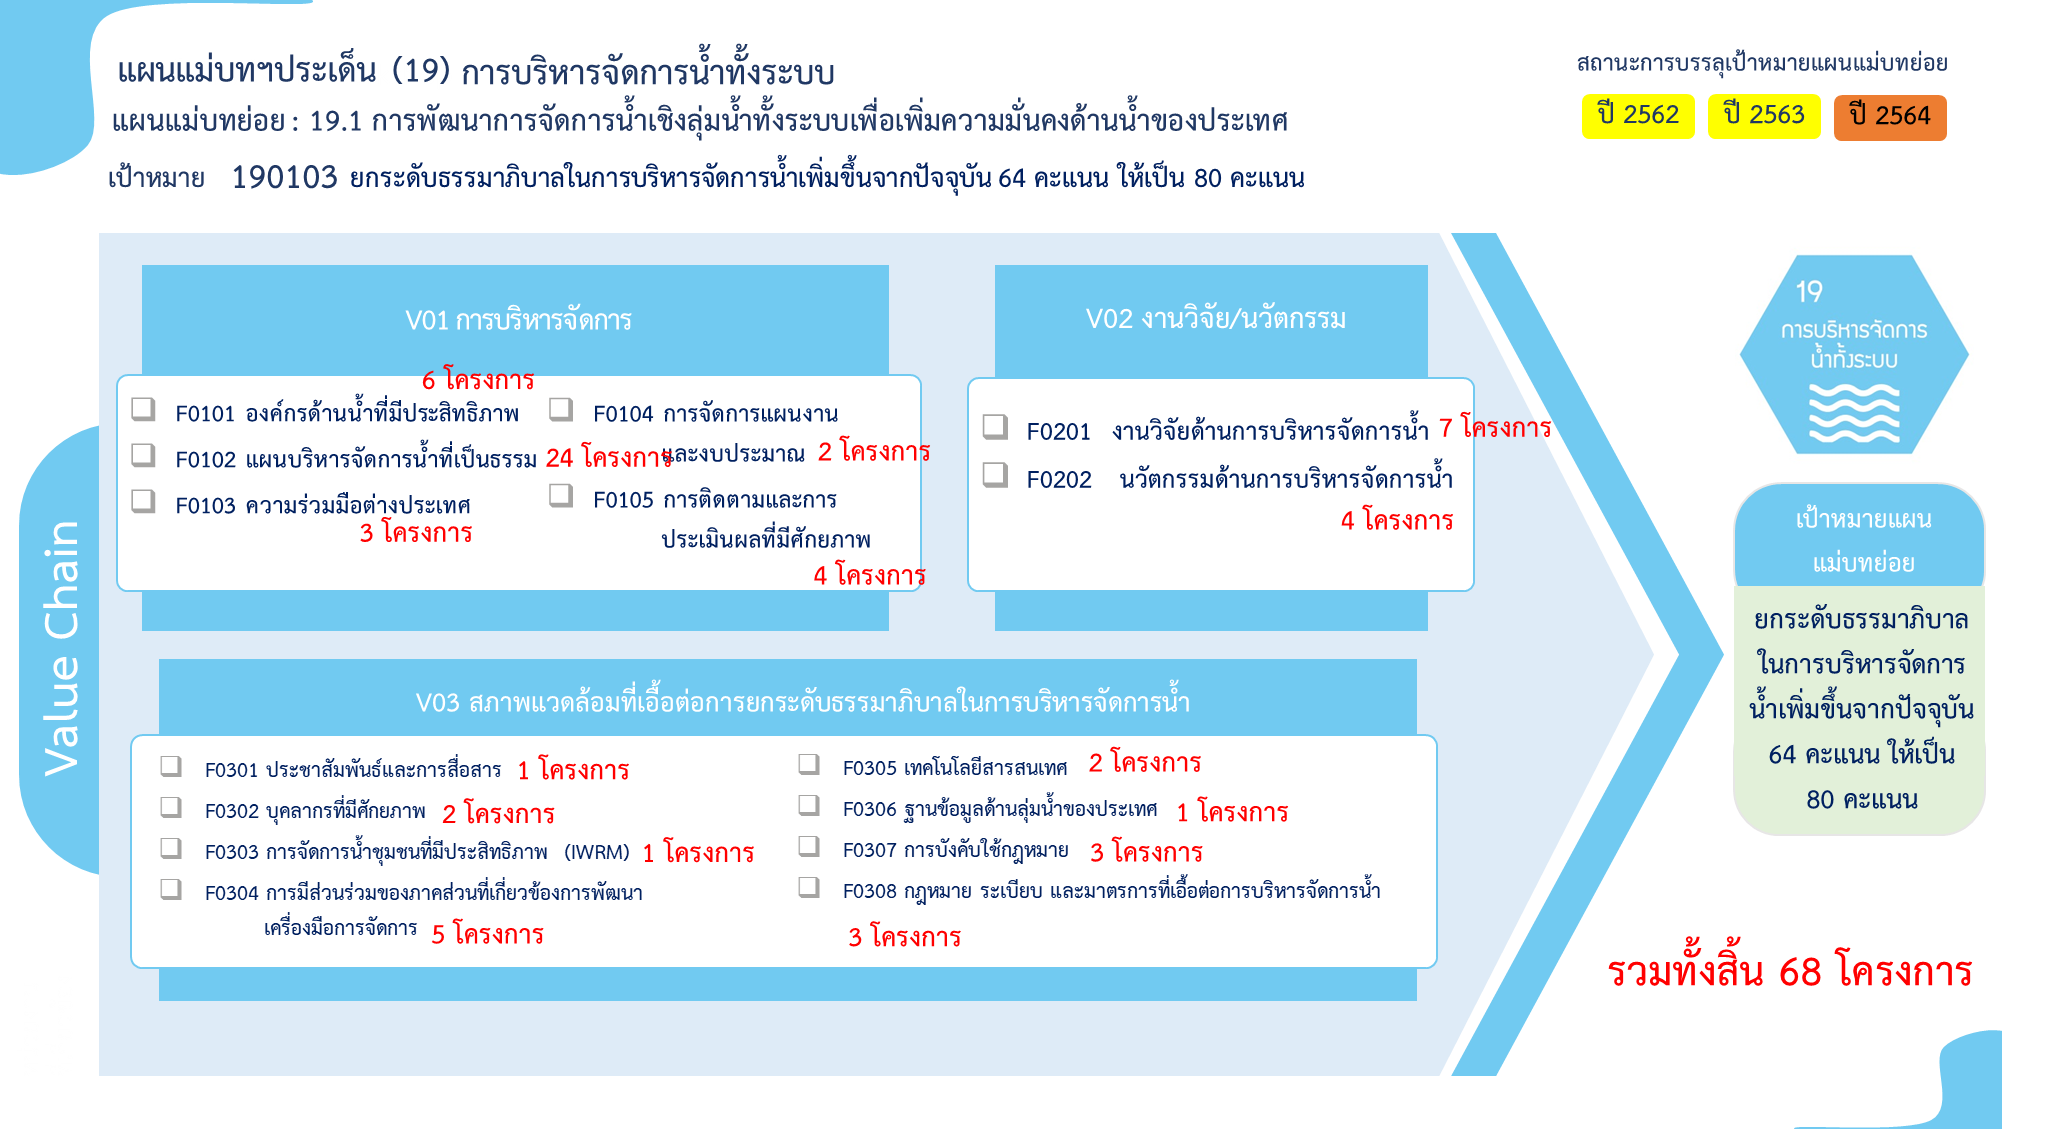 แผนแม่บทฯประเด็น (19) การบริหารจัดการน้ำทั้งระบบ
แผนแม่บทย่อย : 19.1 การพัฒนาการจัดการน้ำเชิงลุ่มน้ำทั้งระบบเพื่อเพิ่มความมั่นคงด้านน้ำของประเทศ
เป้าหมาย 190103 ยกระดับธรรมาภิบาลในการบริหารจัดการน้ำเพิ่มขึ้นจากปัจจุบัน 64 คะแนน ให้เป็น 80 คะแนน
สถานะการบรรลุเป้าหมายแผนแม่บทย่อย
ปี 2562 ปี 2563 ปี 2564
Value Chain
V01 การบริหารจัดการ
6 โครงการ
F0101 องค์กรด้านน้ำที่มีประสิทธิภาพ
F0102 แผนบริหารจัดการน้ำที่เป็นธรรม 24 โครงการ
F0103 ความร่วมมือต่างประเทศ
3 โครงการ
F0104 การจัดการแผนงาน
และงบประมาณ 2 โครงการ
F0105 การติดตามและการ
ประเมินผลที่มีศักยภาพ
4 โครงการ
V02 งานวิจัย/นวัตกรรม
F0201 งานวิจัยด้านการบริหารจัดการน้ำ 7 โครงการ
F0202 นวัตกรรมด้านการบริหารจัดการน้ำ
4 โครงการ
V03 สภาพแวดล้อมที่เอื้อต่อการยกระดับธรรมาภิบาลในการบริหารจัดการน้ำ
F0301 ประชาสัมพันธ์และการสื่อสาร 1 โครงการ
F0302 บุคลากรที่มีศักยภาพ 2 โครงการ
F0303 การจัดการน้ำชุมชนที่มีประสิทธิภาพ (IWRM) 1 โครงการ
F0304 การมีส่วนร่วมของภาคส่วนที่เกี่ยวข้องการพัฒนา
เครื่องมือการจัดการ 5 โครงการ
F0305 เทคโนโลยีสารสนเทศ 2 โครงการ
F0306 ฐานข้อมูลด้านลุ่มน้ำของประเทศ 1 โครงการ
F0307 การบังคับใช้กฎหมาย 3 โครงการ
F0308 กฎหมาย ระเบียบ และมาตรการที่เอื้อต่อการบริหารจัดการน้ำ
3 โครงการ
19
การบริหารจัดการ
น้ำทั้งระบบ
เป้าหมายแผน
แม่บทย่อย
ยกระดับธรรมาภิบาล
ในการบริหารจัดการ
น้ำเพิ่มขึ้นจากปัจจุบัน
64 คะแนน ให้เป็น
80 คะแนน
รวมทั้งสิ้น 68 โครงการ